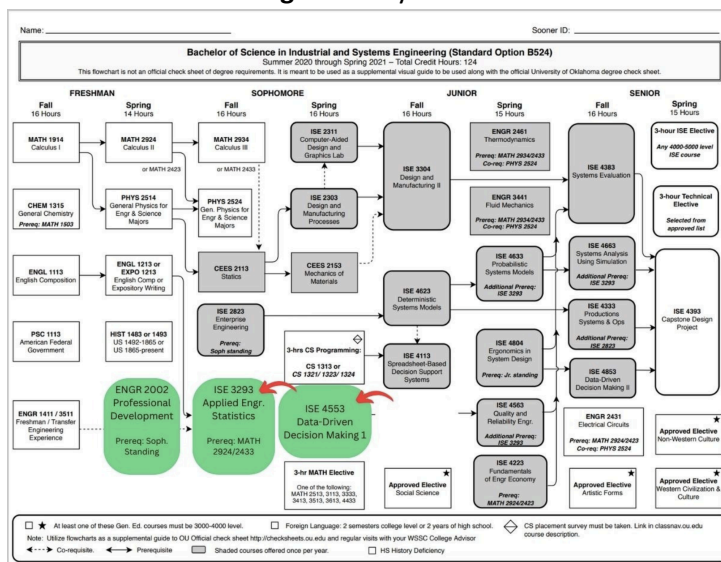 Name:
Sooner ID:
Bachelor of Science in Industrial and Systems Engineering (Standard Option B524)
Summer 2020 through Spring 2021 – Total Credit Hours: 124
This flowchart is not an official check sheet of degree requirements. It is meant to be used as a supplemental visual guide to be used along with the official University of Oklahoma degree check sheet.
FRESHMAN
SOPHOMORE
JUNIOR
SENIOR
Fall
16 Hours
Spring
14 Hours
Fall
16 Hours
Spring
16 Hours
Fall
16 Hours
Spring
15 Hours
Fall
16 Hours
Spring
15 Hours
MATH 1914
Calculus I
CHEM 1315
General Chemistry
Prereq: MATH 1503
ENGL 1113
English Composition
PSC 1113
American Federal
Government
ENGR 1411 / 3511
Freshman / Transfer
Engineering
Experience
MATH 2924
Calculus II
or MATH 2423
PHYS 2514
General Physics for
Engr & Science
Majors
ENGL 1213 or
EXPO 1213
English Comp or
Expository Writing
HIST 1483 or 1493
US 1492-1865 or
US 1865-present
ENGR 2002
Professional
Development
Prereq: Soph.
Standing
MATH 2934
Calculus III
or MATH 2433
PHYS 2524
Gen. Physics for
Engr & Science
Majors
CEES 2113
Statics
ISE 2823
Enterprise
Engineering
Prereq:
Soph standing
ISE 3293
Applied Engr.
Statistics
Prereq: MATH
2924/2433
ISE 2311
Computer-Aided
Design and
Graphics Lab
ISE 2303
Design and
Manufacturing
Processes
CEES 2153
Mechanics of
Materials
3-hrs CS Programming:
CS 1313 or
CS 1321/ 1323/ 1324
ISE 4553
Data-Driven
Decision Making 1
3-hr MATH Elective
One of the following:
MATH 2513, 3113, 3333,
3413, 3513, 3613, 4433
ISE 3304
Design and
Manufacturing II
ISE 4623
Deterministic
Systems Models
ISE 4113
Spreadsheet-Based
Decision Support
Systems
Approved Elective
Social Science
ENGR 2461
Thermodynamics
Prereq: MATH 2934/2433
Co-req: PHYS 2524
ENGR 3441
Fluid Mechanics
Prereq: MATH 2934/2433
Co-req: PHYS 2524
ISE 4633
Probabilistic
Systems Models
Additional Prereq:
ISE 3293
ISE 4804
Ergonomics in
System Design
Prereq: Jr. standing
ISE 4563
Quality and
Reliability Engr.
Additional Prereq:
ISE 3293
ISE 4223
Fundamentals
of Engr Economy
Prereq:
MATH 2924/2423
ISE 4383
Systems Evaluation
ISE 4663
Systems Analysis
Using Simulation
Additional Prereq:
ISE 3293
ISE 4333
Productions
Systems & Ops
Additional Prereq:
ISE 2823
ISE 4853
Data-Driven
Decision Making II
ENGR 2431
Electrical Circuits
Prereq: MATH 2924/2423
Co-req: PHYS 2524
Approved Elective
Artistic Forms
3-hour ISE Elective
Any 4000-5000 level
ISE course
3-hour Technical
Elective
Selected from
approved list
ISE 4393
Capstone Design
Project
Approved Elective
Non-Western Culture
Approved Elective
Western Civilization &
Culture
At least one of these Gen. Ed. courses must be 3000-4000 level.
Foreign Language: 2 semesters college level or 2 years of high school.
CS placement survey must be taken. Link in classnav.ou.edu
course description.
Note: Utilize flowcharts as a supplemental guide to OU Official check sheet http://checksheets.ou.edu and regular visits with your WSSC College Advisor
Co-requisite.
Prerequisite
Shaded courses offered once per year.
HS History Deficiency